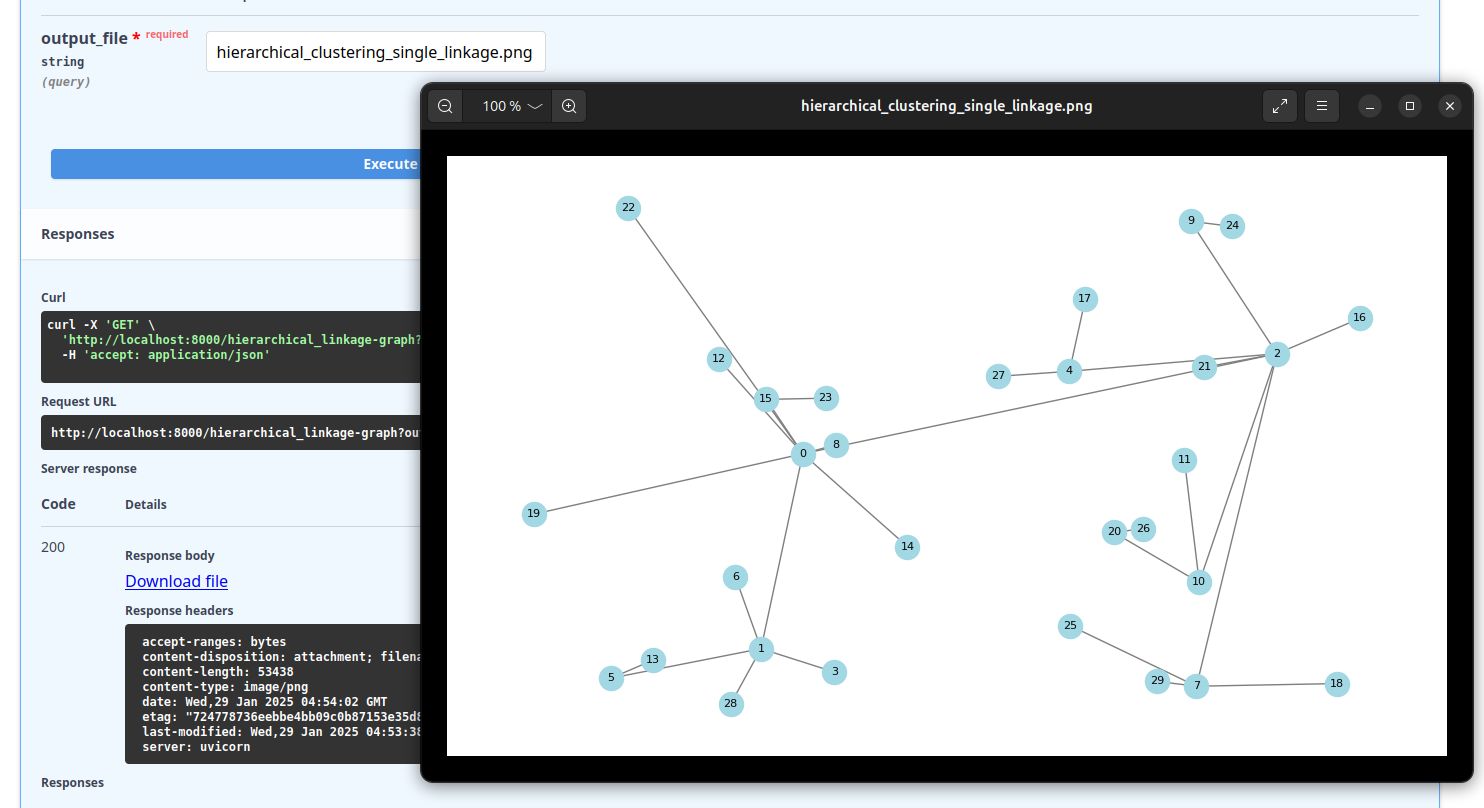 output_file * required
string
(query)
hierarchical_clustering_single_linkage.png
Execute
Responses
Curl
curl -X 'GET' \
'http://localhost:8000/hierarchical_linkage-graph?
-H 'accept: application/json'
Request URL
http://localhost:8000/hierarchical_linkage-graph?ou
Server response
Code
Details
200
Response body
Download file
Response headers
accept-ranges: bytes
content-disposition: attachment; filena
content-length: 53438
content-type: image/png
date: Wed,29 Jan 2025 04:54:02 GMT
etag: "724778736eebbe4bb09c0b87153e35d8
last-modified: Wed,29 Jan 2025 04:53:38
server: uvicorn
Responses
100 %
hierarchical_clustering_single_linkage.png
22
9
24
17
16
12
2
21
4
27
15
23
8
0
11
19
26
20
14
6
10
25
1
13
3
5
29
7
18
28